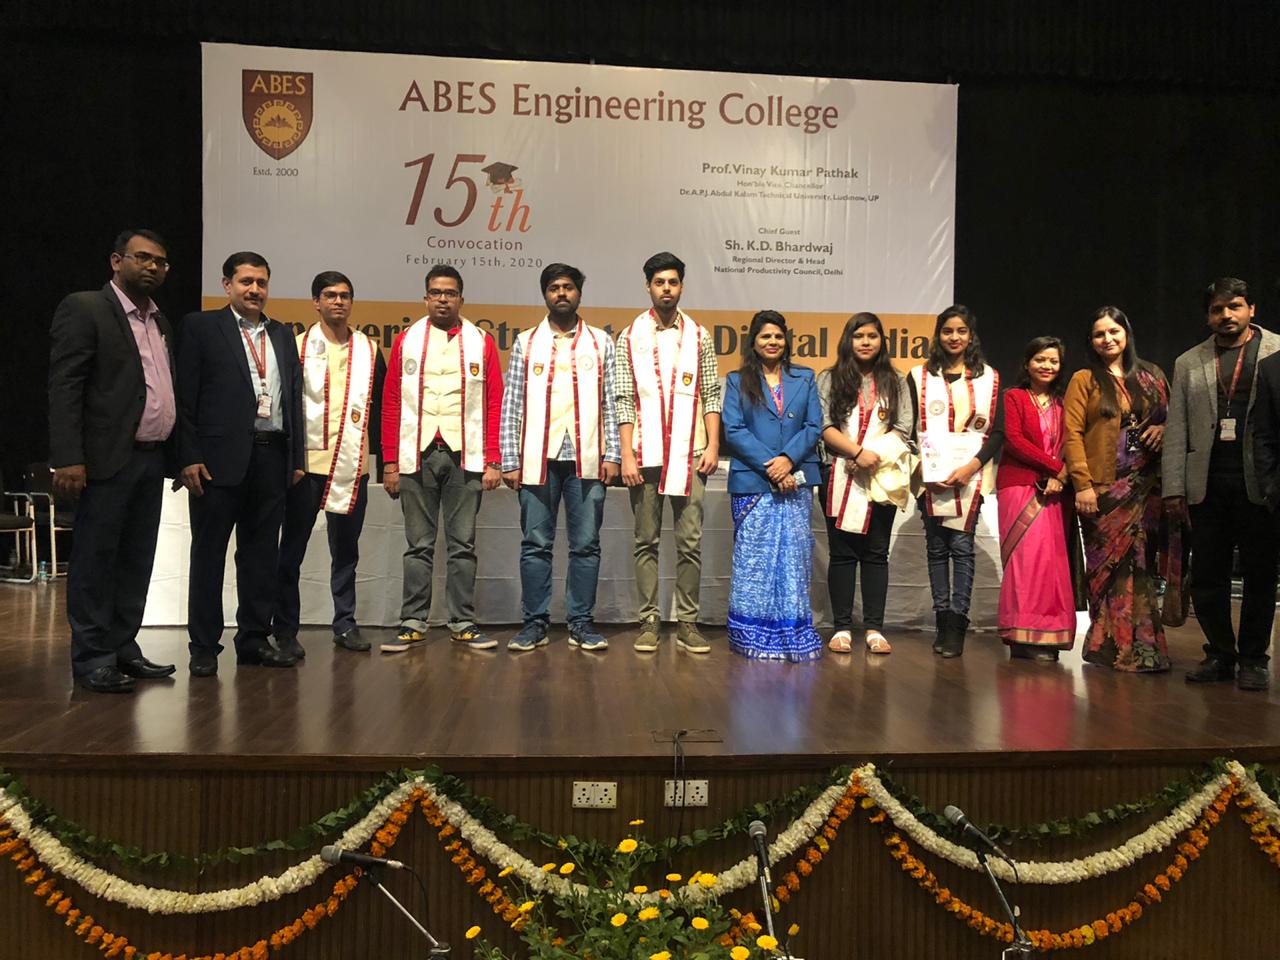 ABES
Estd. 2000
ABES Engineering College
15th
Convocation
February 15th, 2020
Prof. Vinay Kumar Pathak
Hon'ble Vice Chancellor
Dr. A.P.J. Abdul Kalam Technical University, Lucknow, UP
Chief Guest
Sh. K.D. Bhardwaj
Regional Director & Head
National Productivity Council, Delhi
Digital